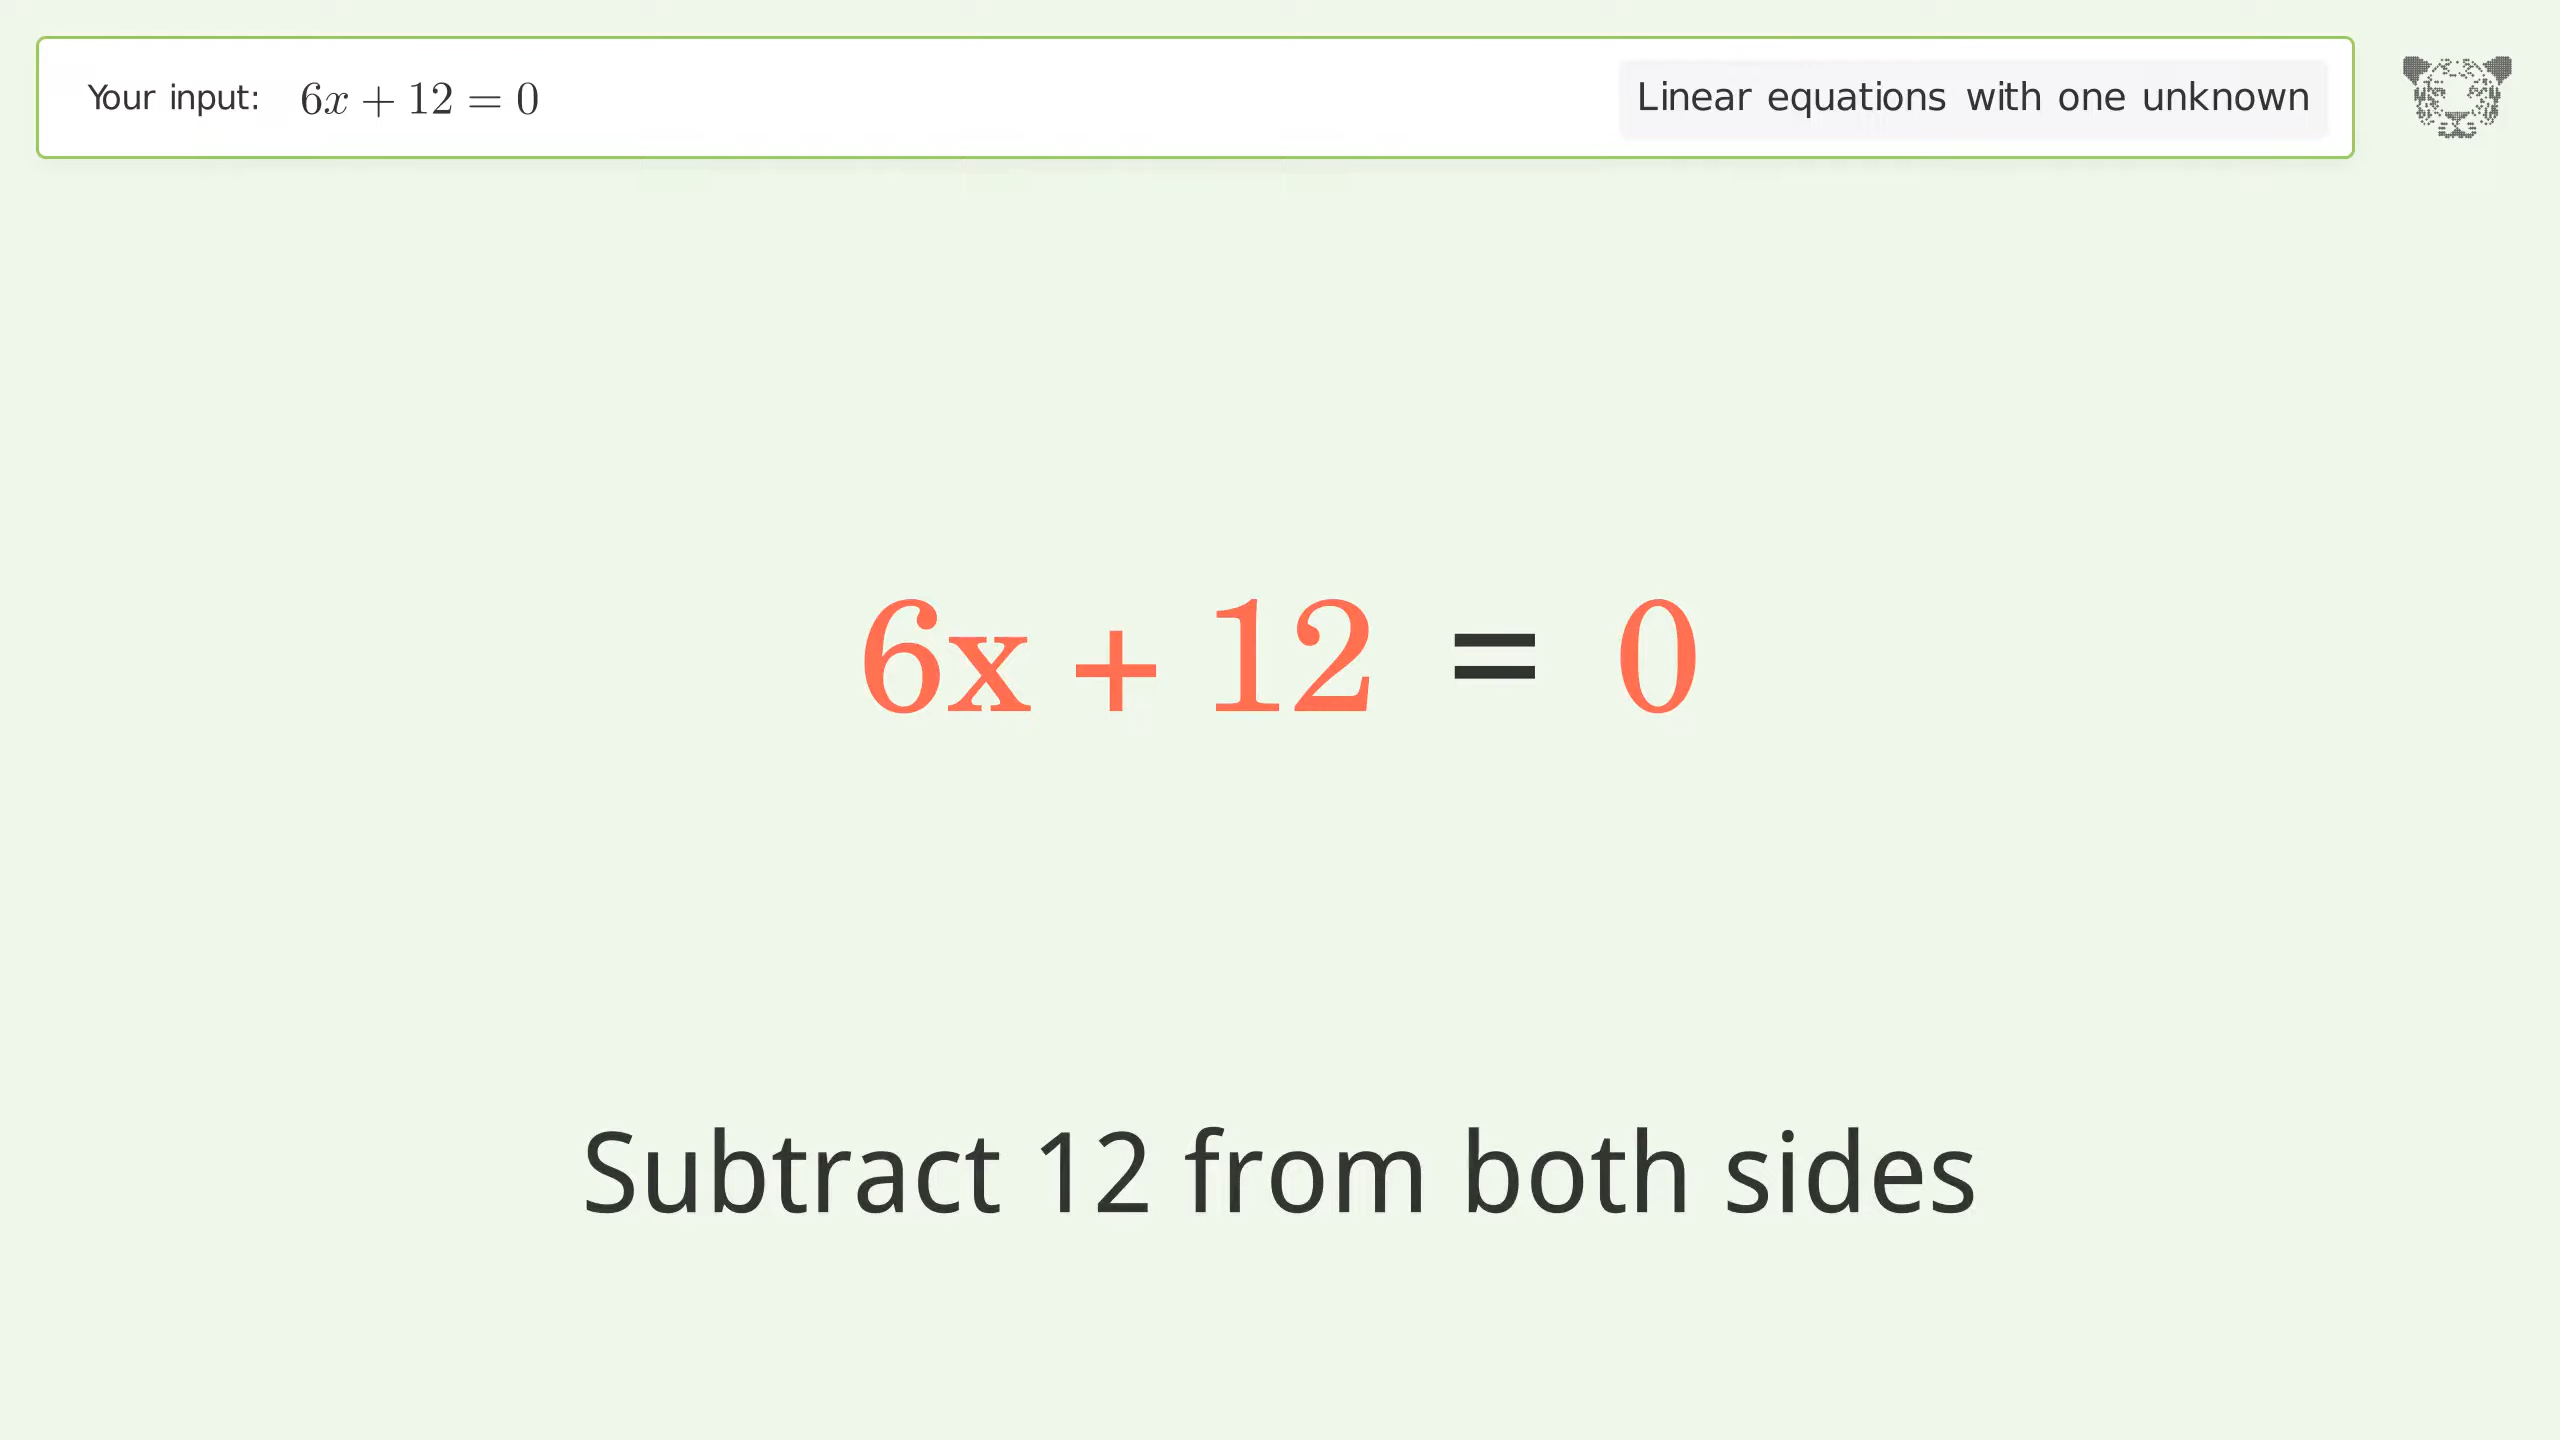 Your input: 6x + 12 = 0
Linear equations with one unknown
6x + 12 = 0
Subtract 12 from both sides